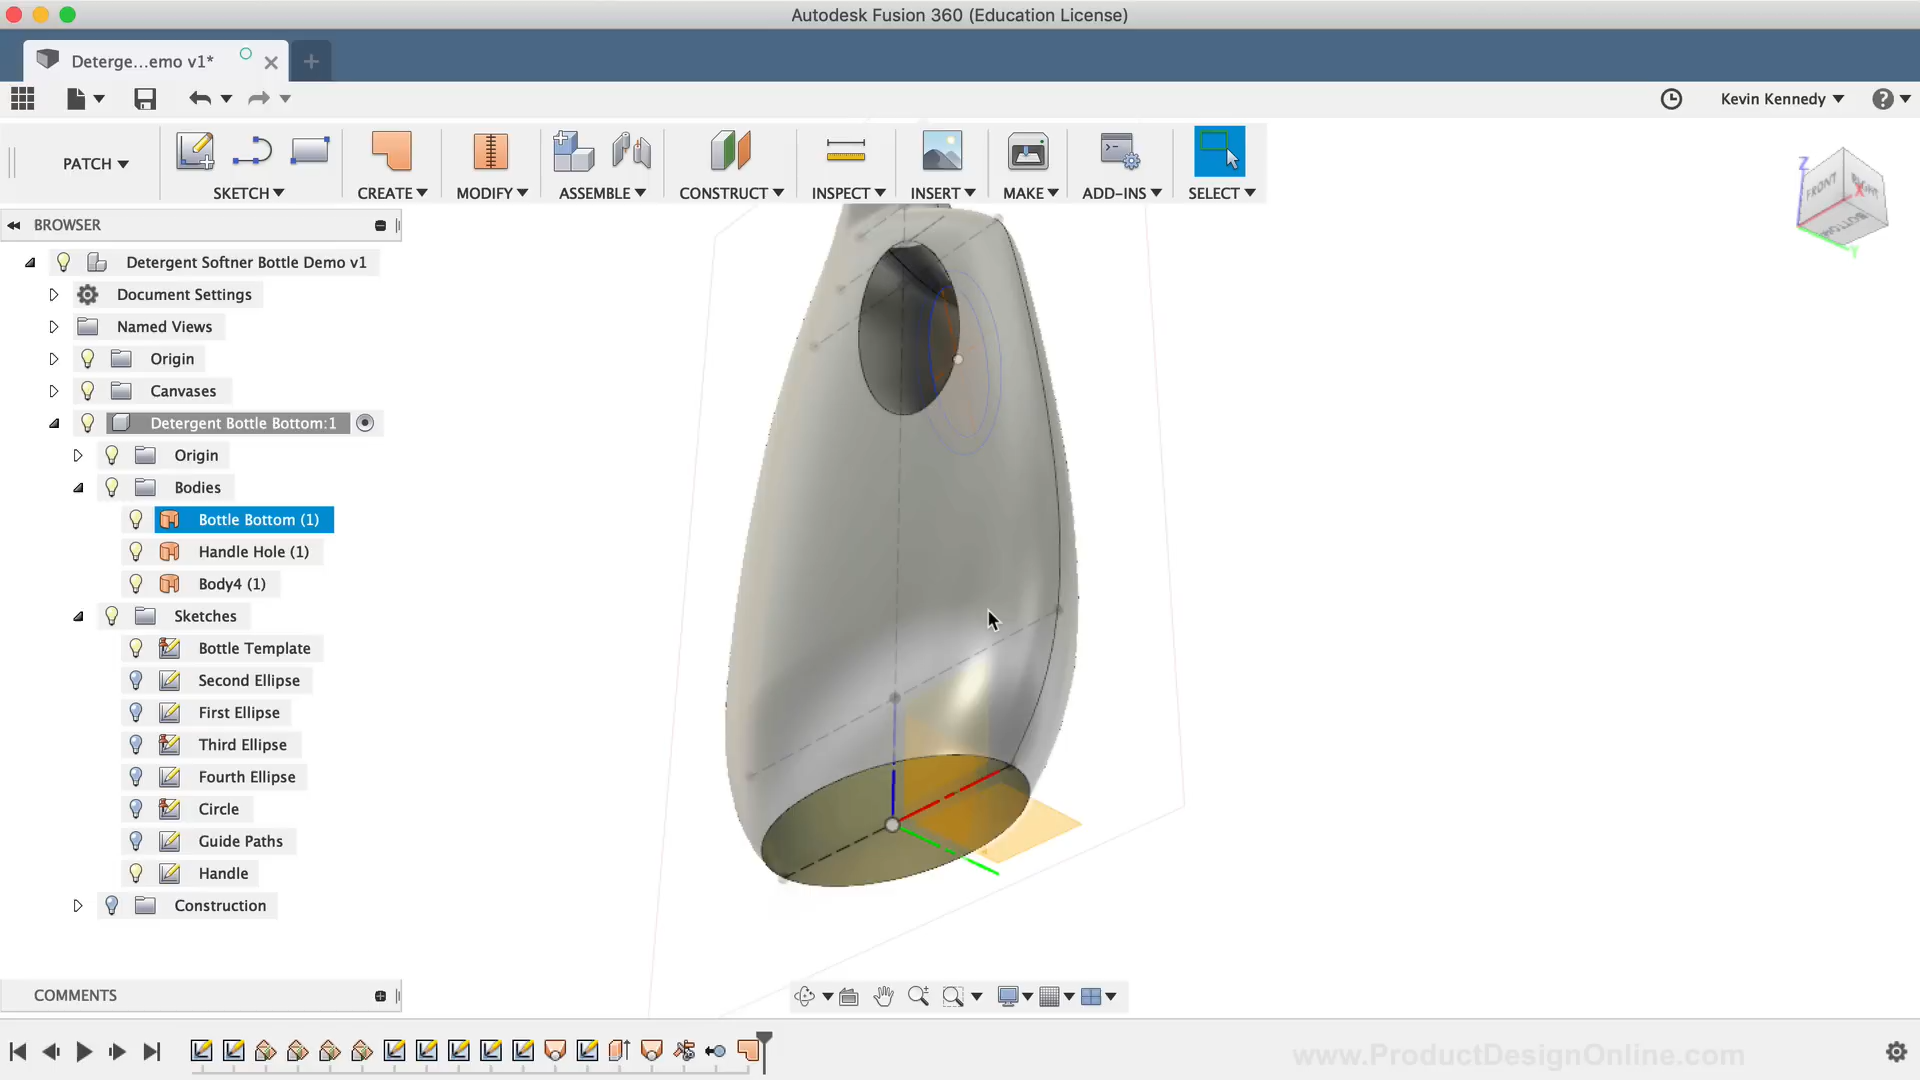 Autodesk Fusion 360 (Education License)
Deterge...emo v1*
Kevin Kennedy
PATCH
SKETCH
CREATE
MODIFY
ASSEMBLE
CONSTRUCT
INSPECT
INSERT
MAKE
ADD-INS
SELECT
Z
FRONT
RIGHT
X
BOTTOM
Y
BROWSER
Detergent Softner Bottle Demo v1
Document Settings
Named Views
Origin
Canvases
Detergent Bottle Bottom:1
Origin
Bodies
Bottle Bottom (1)
Handle Hole (1)
Body4 (1)
Sketches
Bottle Template
Second Ellipse
First Ellipse
Third Ellipse
Fourth Ellipse
Circle
Guide Paths
Handle
Construction
COMMENTS
www.ProductDesignOnline.com